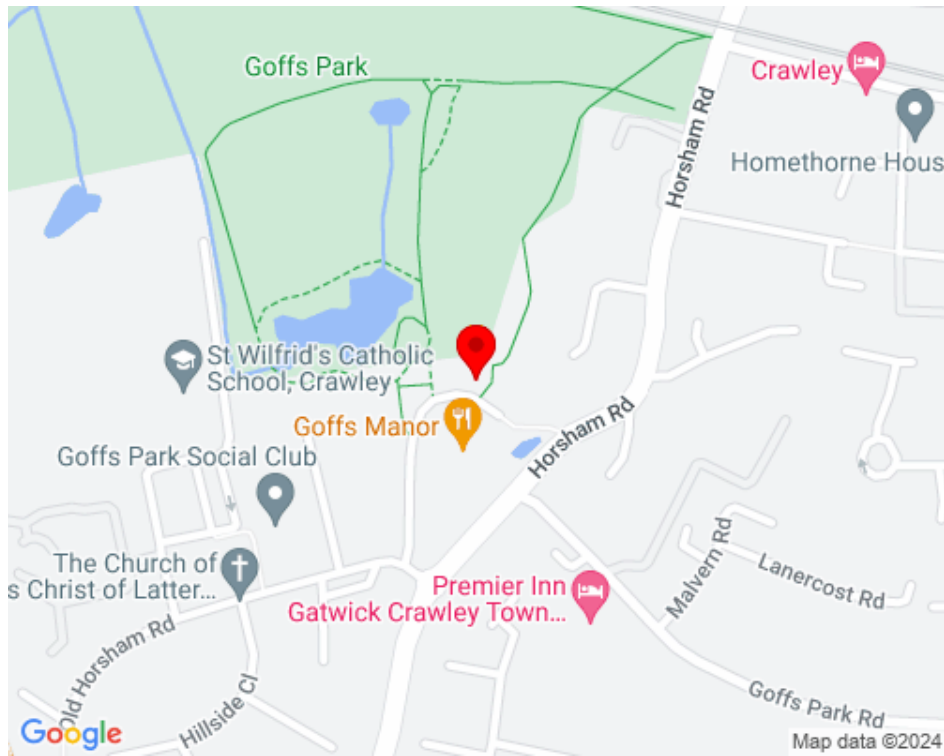 Goffs Park
Crawley
Horsham Rd
Homethorne Hous
St Wilfrid's Catholic
School, Crawley
Goffs Manor
Horsham Rd
Goffs Park Social Club
The Church of
s Christ of Latter...
Premier Inn
Gatwick Crawley Town...
Malvern Rd
Lanercost Rd
Old Horsham Rd
Hillside Cl
Goffs Park Rd
Google
Map data ©2024